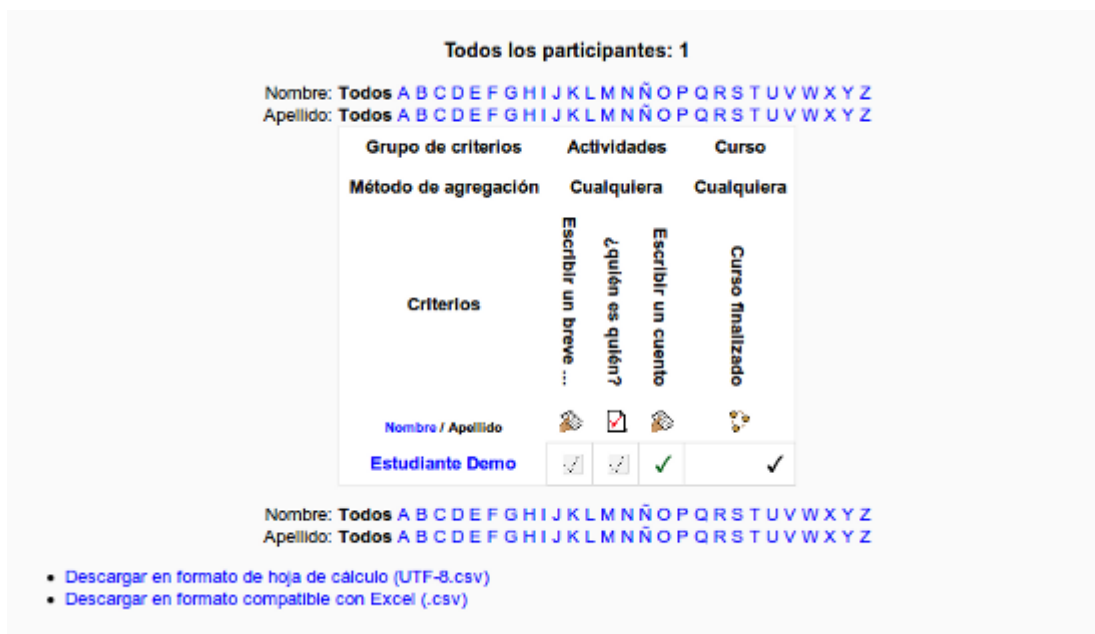 Todos los participantes: 1
Nombre: Todos A B C D E F G H I J K L M N Ñ O P Q R S T U V W X Y Z
Apellido: Todos A B C D E F G H I J K L M N Ñ O P Q R S T U V W X Y Z
Grupo de criterios Actividades Curso
Método de agregación Cualquiera Cualquiera
Criterios
Escribir un breve ...
¿quién es quién?
Escribir un cuento
Curso finalizado
Nombre / Apellido
Estudiante Demo
Nombre: Todos A B C D E F G H I J K L M N Ñ O P Q R S T U V W X Y Z
Apellido: Todos A B C D E F G H I J K L M N Ñ O P Q R S T U V W X Y Z
• Descargar en formato de hoja de cálculo (UTF-8.csv)
• Descargar en formato compatible con Excel (.csv)